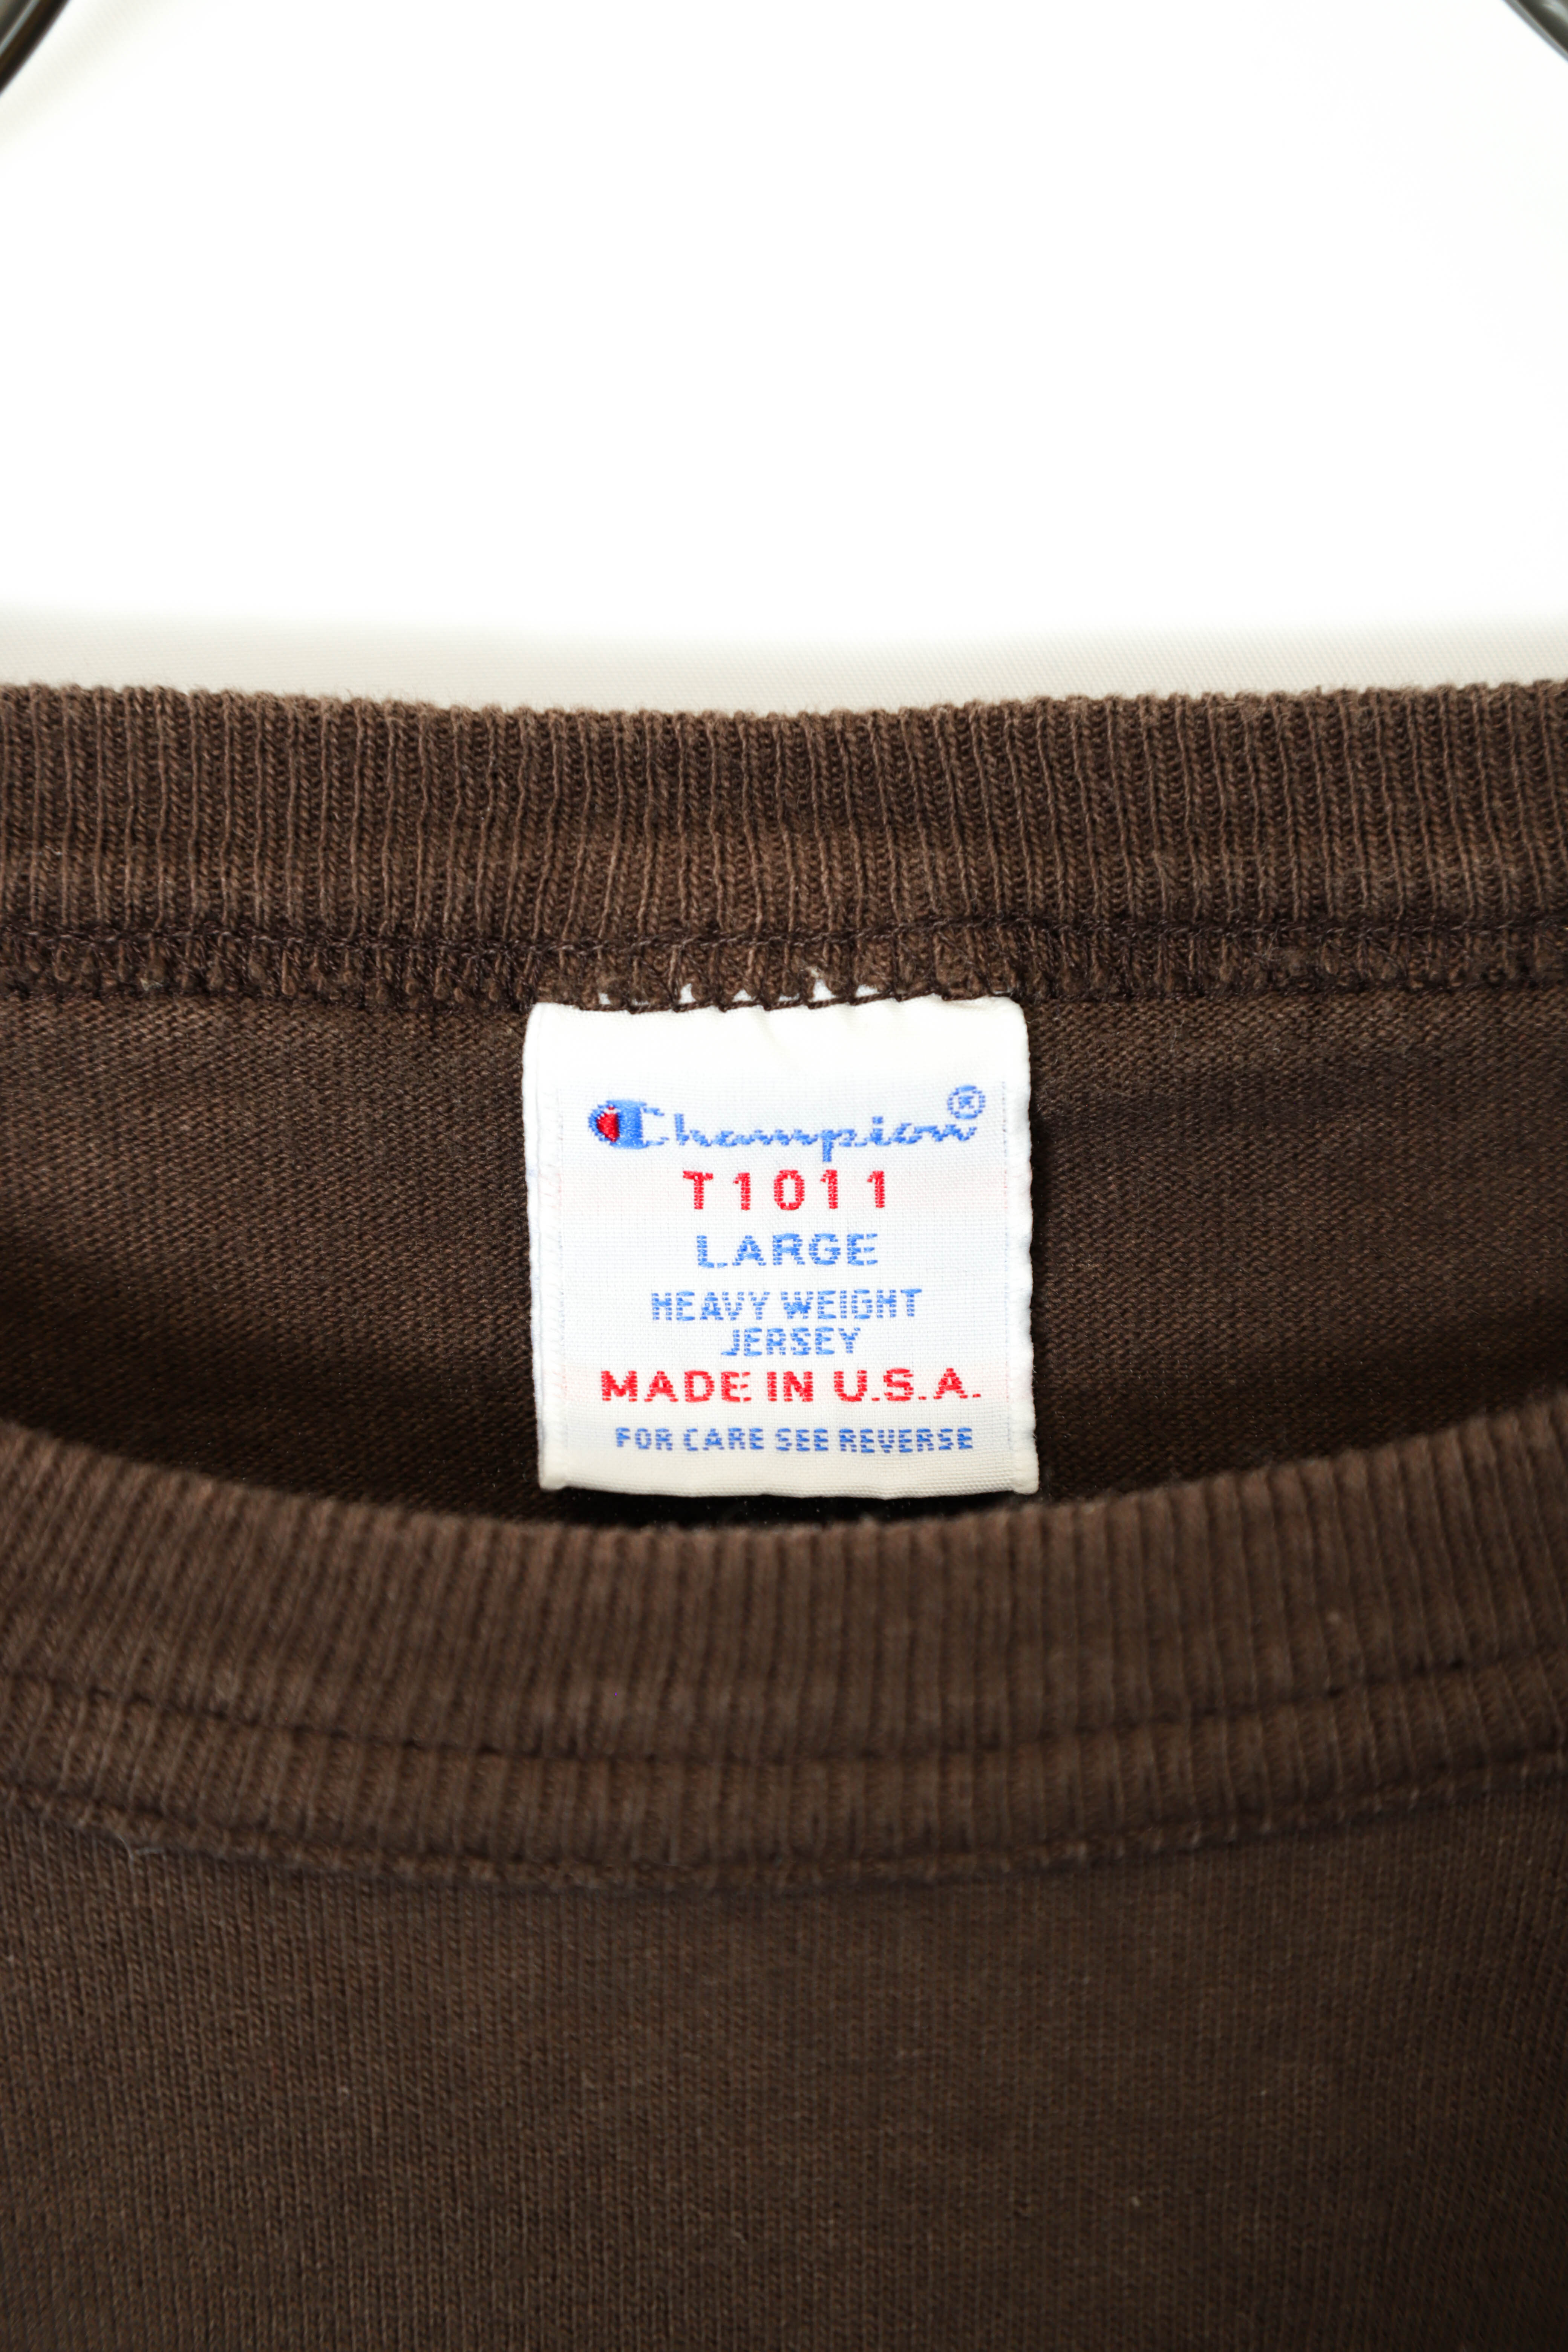 Champion®
T1011
LARGE
HEAVY WEIGHT
JERSEY
MADE IN U.S.A.
FOR CARE SEE REVERSE